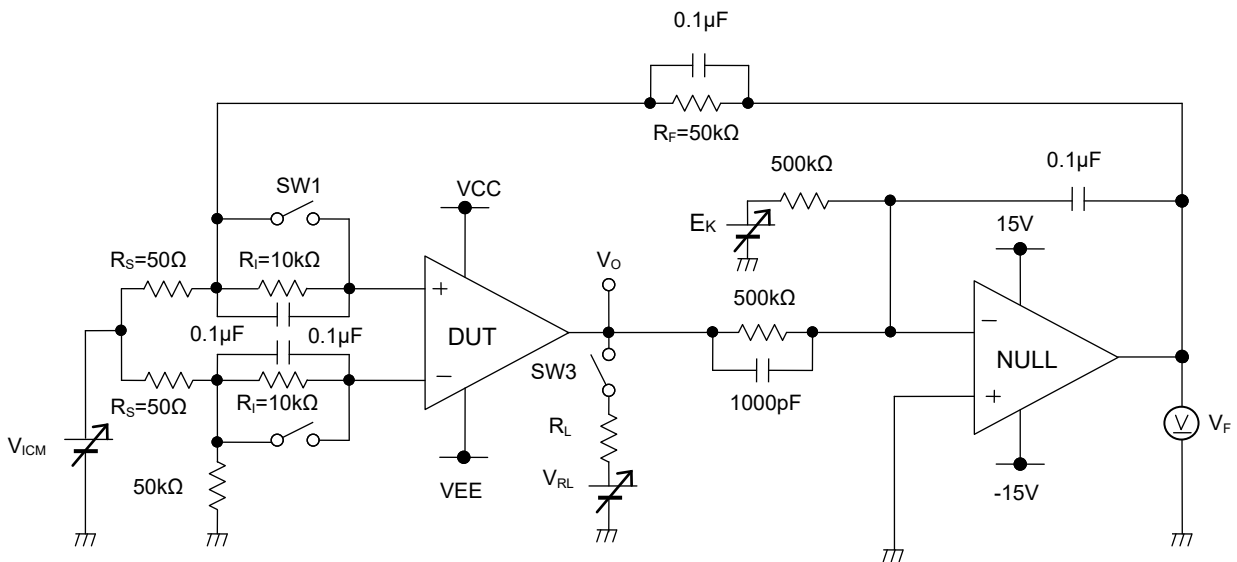 0.1μF
RF=50kΩ
500kΩ
0.1μF
SW1
VCC
EK
15V
RS=50Ω
RI=10kΩ
VO
500kΩ
+
DUT
−
0.1μF
0.1μF
−
NULL
+
SW3
1000pF
RS=50Ω
RI=10kΩ
RL
V
VF
VICM
50kΩ
VEE
VRL
-15V